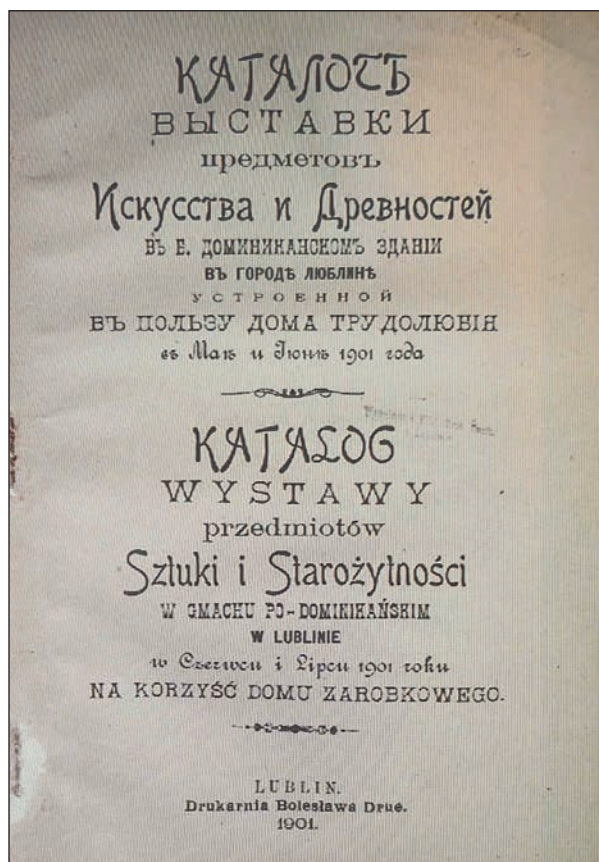 КАТАЛОГЪ
ВЫСТАВКИ
предметовъ
Искусства и Древностей
ВЪ Б. ДОМИНИКАНСКОМЪ ЗДАНІИ
ВЪ ГОРОДѢ ЛЮБЛИНѢ
УСТРОЕННОЙ
ВЪ ПОЛЬЗУ ДОМА ТРУДОЛЮБІЯ
въ Маѣ и Іюнѣ 1901 года
KATALOG
WYSTAWY
przedmiotów
Sztuki i Starożytności
W GMACHU PO-DOMIKIKAŃSKIM
W LUBLINIE
w Czerwcu i Lipcu 1901 roku
NA KORZYŚĆ DOMU ZAROBKOWEGO.
LUBLIN.
Drukarnia Bolesława Drue.
1901.